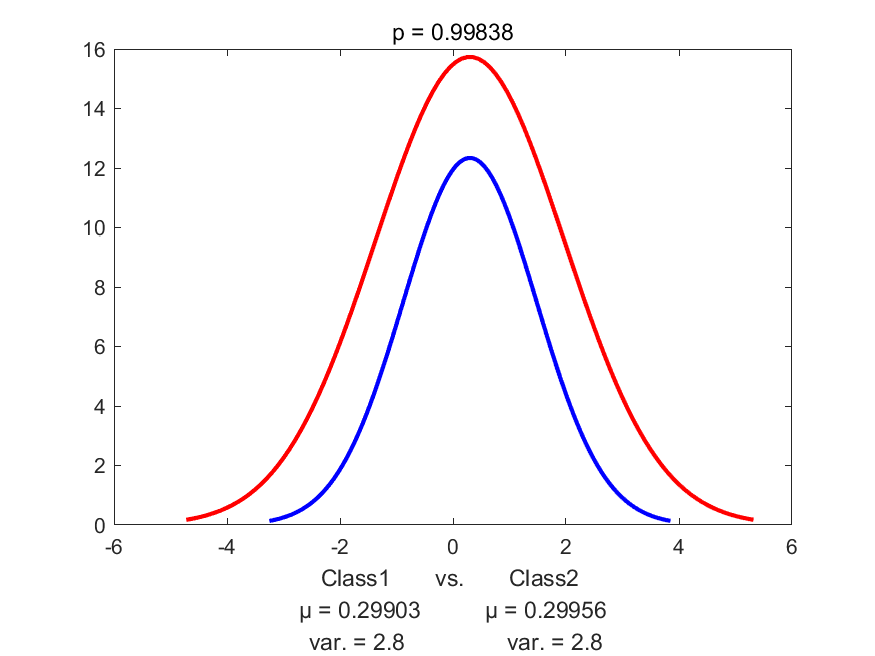 p = 0.99838
16
14
12
10
8
6
4
2
0
-6 -4 -2 0 2 4 6
Class1 vs. Class2
μ = 0.29903 μ = 0.29956
var. = 2.8 var. = 2.8